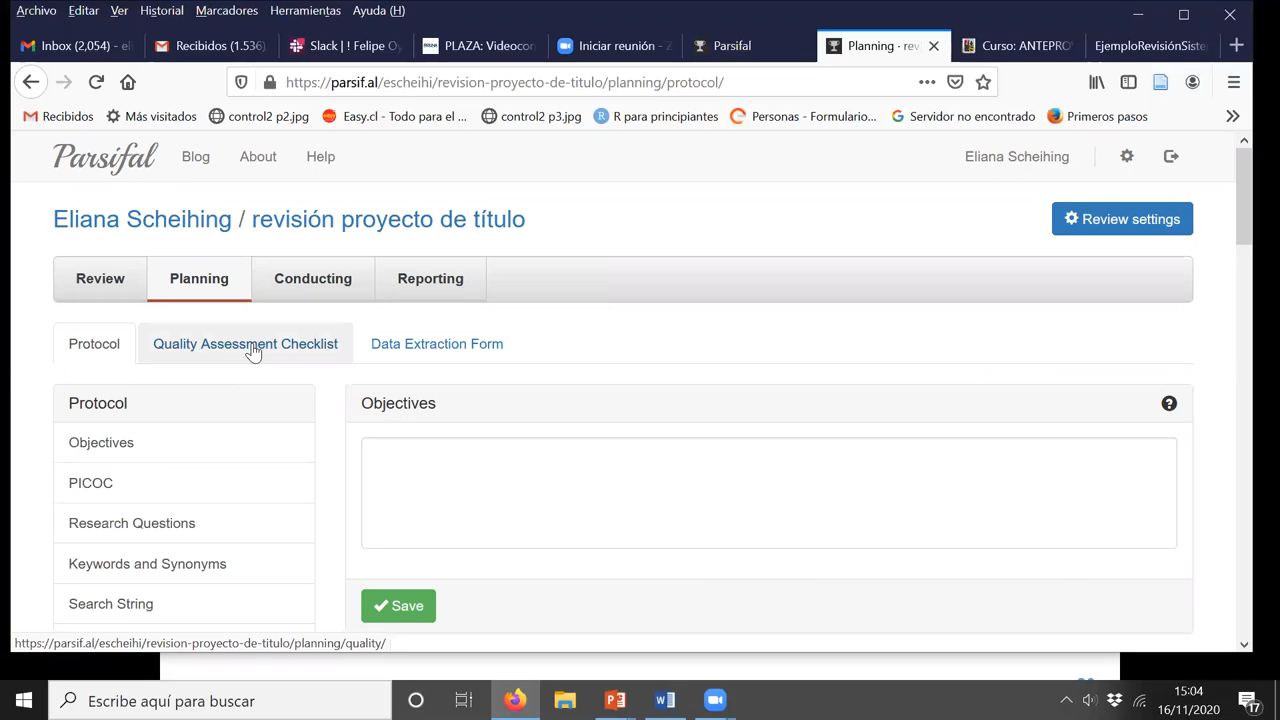 Archivo Editar Ver Historial Marcadores Herramientas Ayuda (H)
Inbox (2,054) - e
Recibidos (1.536)
Slack | ! Felipe Oy
PLAZA: Videocor
Iniciar reunión - Z
Parsifal
Planning · rev
Curso: ANTEPRO
EjemploRevisiónSiste
https://parsif.al/escheihi/revision-proyecto-de-titulo/planning/protocol/
Recibidos
Más visitados
control2 p2.jpg
Easy.cl - Todo para el ...
control2 p3.jpg
R para principiantes
Personas - Formulario...
Servidor no encontrado
Primeros pasos
Parsifal Blog About Help Eliana Scheihing
Eliana Scheihing / revisión proyecto de título
Review settings
Review Planning Conducting Reporting
Protocol Quality Assessment Checklist Data Extraction Form
Protocol
Objectives
PICOC
Research Questions
Keywords and Synonyms
Search String
Objectives
Save
https://parsif.al/escheihi/revision-proyecto-de-titulo/planning/quality/
Escribe aquí para buscar
15:04
16/11/2020
17